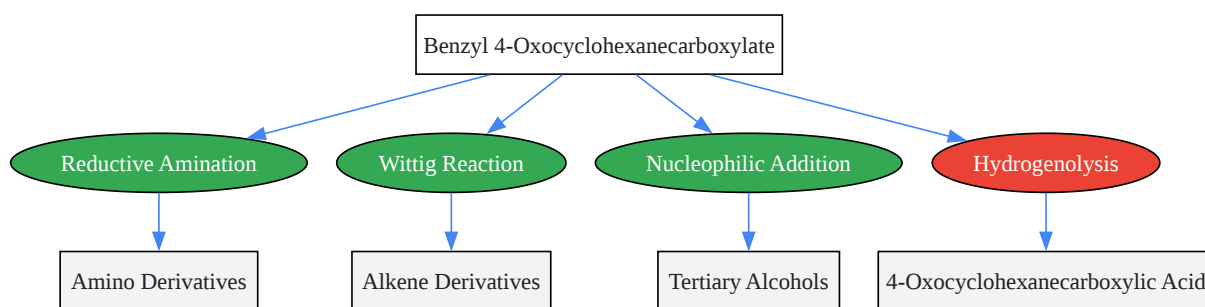 Benzyl 4-Oxocyclohexanecarboxylate
Reductive Amination
Wittig Reaction
Nucleophilic Addition
Hydrogenolysis
Amino Derivatives
Alkene Derivatives
Tertiary Alcohols
4-Oxocyclohexanecarboxylic Acid